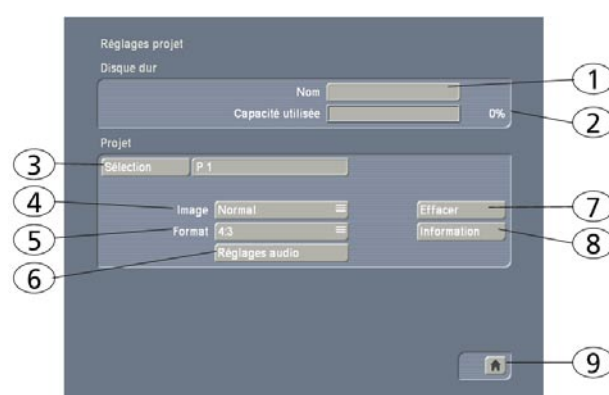 Réglages projet
Disque dur
Nom
1
Capacité utilisée
0%
2
Projet
3
Sélection
P 1
4
Image
Normal
Effacer
7
5
Format
4:3
Information
8
6
Réglages audio
9